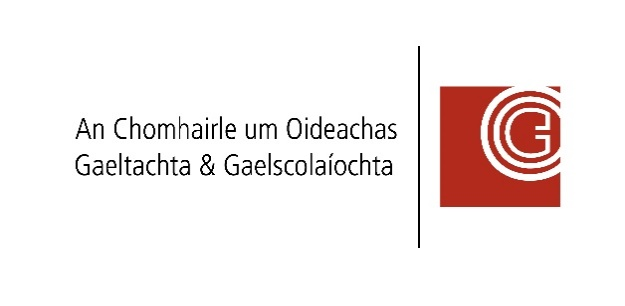 An Chomhairle um Oideachas
Gaeltachta & Gaelscolaíochta
G